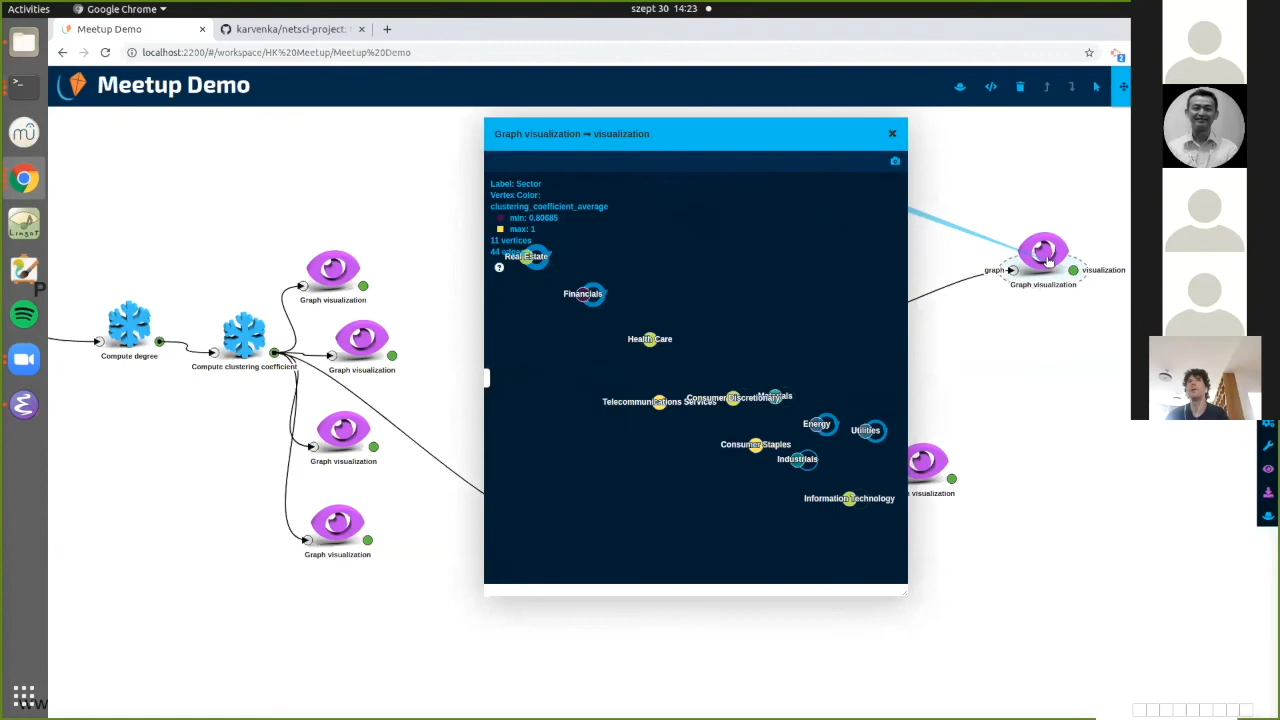 Activities
Google Chrome
szept 30 14:23
Meetup Demo
karvenka/netsci-project:
localhost:2200/#/workspace/HK%20Meetup/Meetup%20Demo
2
Meetup Demo
Graph visualization ➡ visualization
Label: Sector
Vertex Color:
clustering_coefficient_average
min: 0.80685
max: 1
11 vertices
44
Real Estate
Financials
Health Care
Telecommunications Services
Consumer Discretionary
Energy
Utilities
Consumer Staples
Industrials
Information Technology
graph
visualization
Graph visualization
Graph visualization
Graph visualization
Compute degree
Compute clustering coefficient
Graph visualization
visualization
Graph visualization